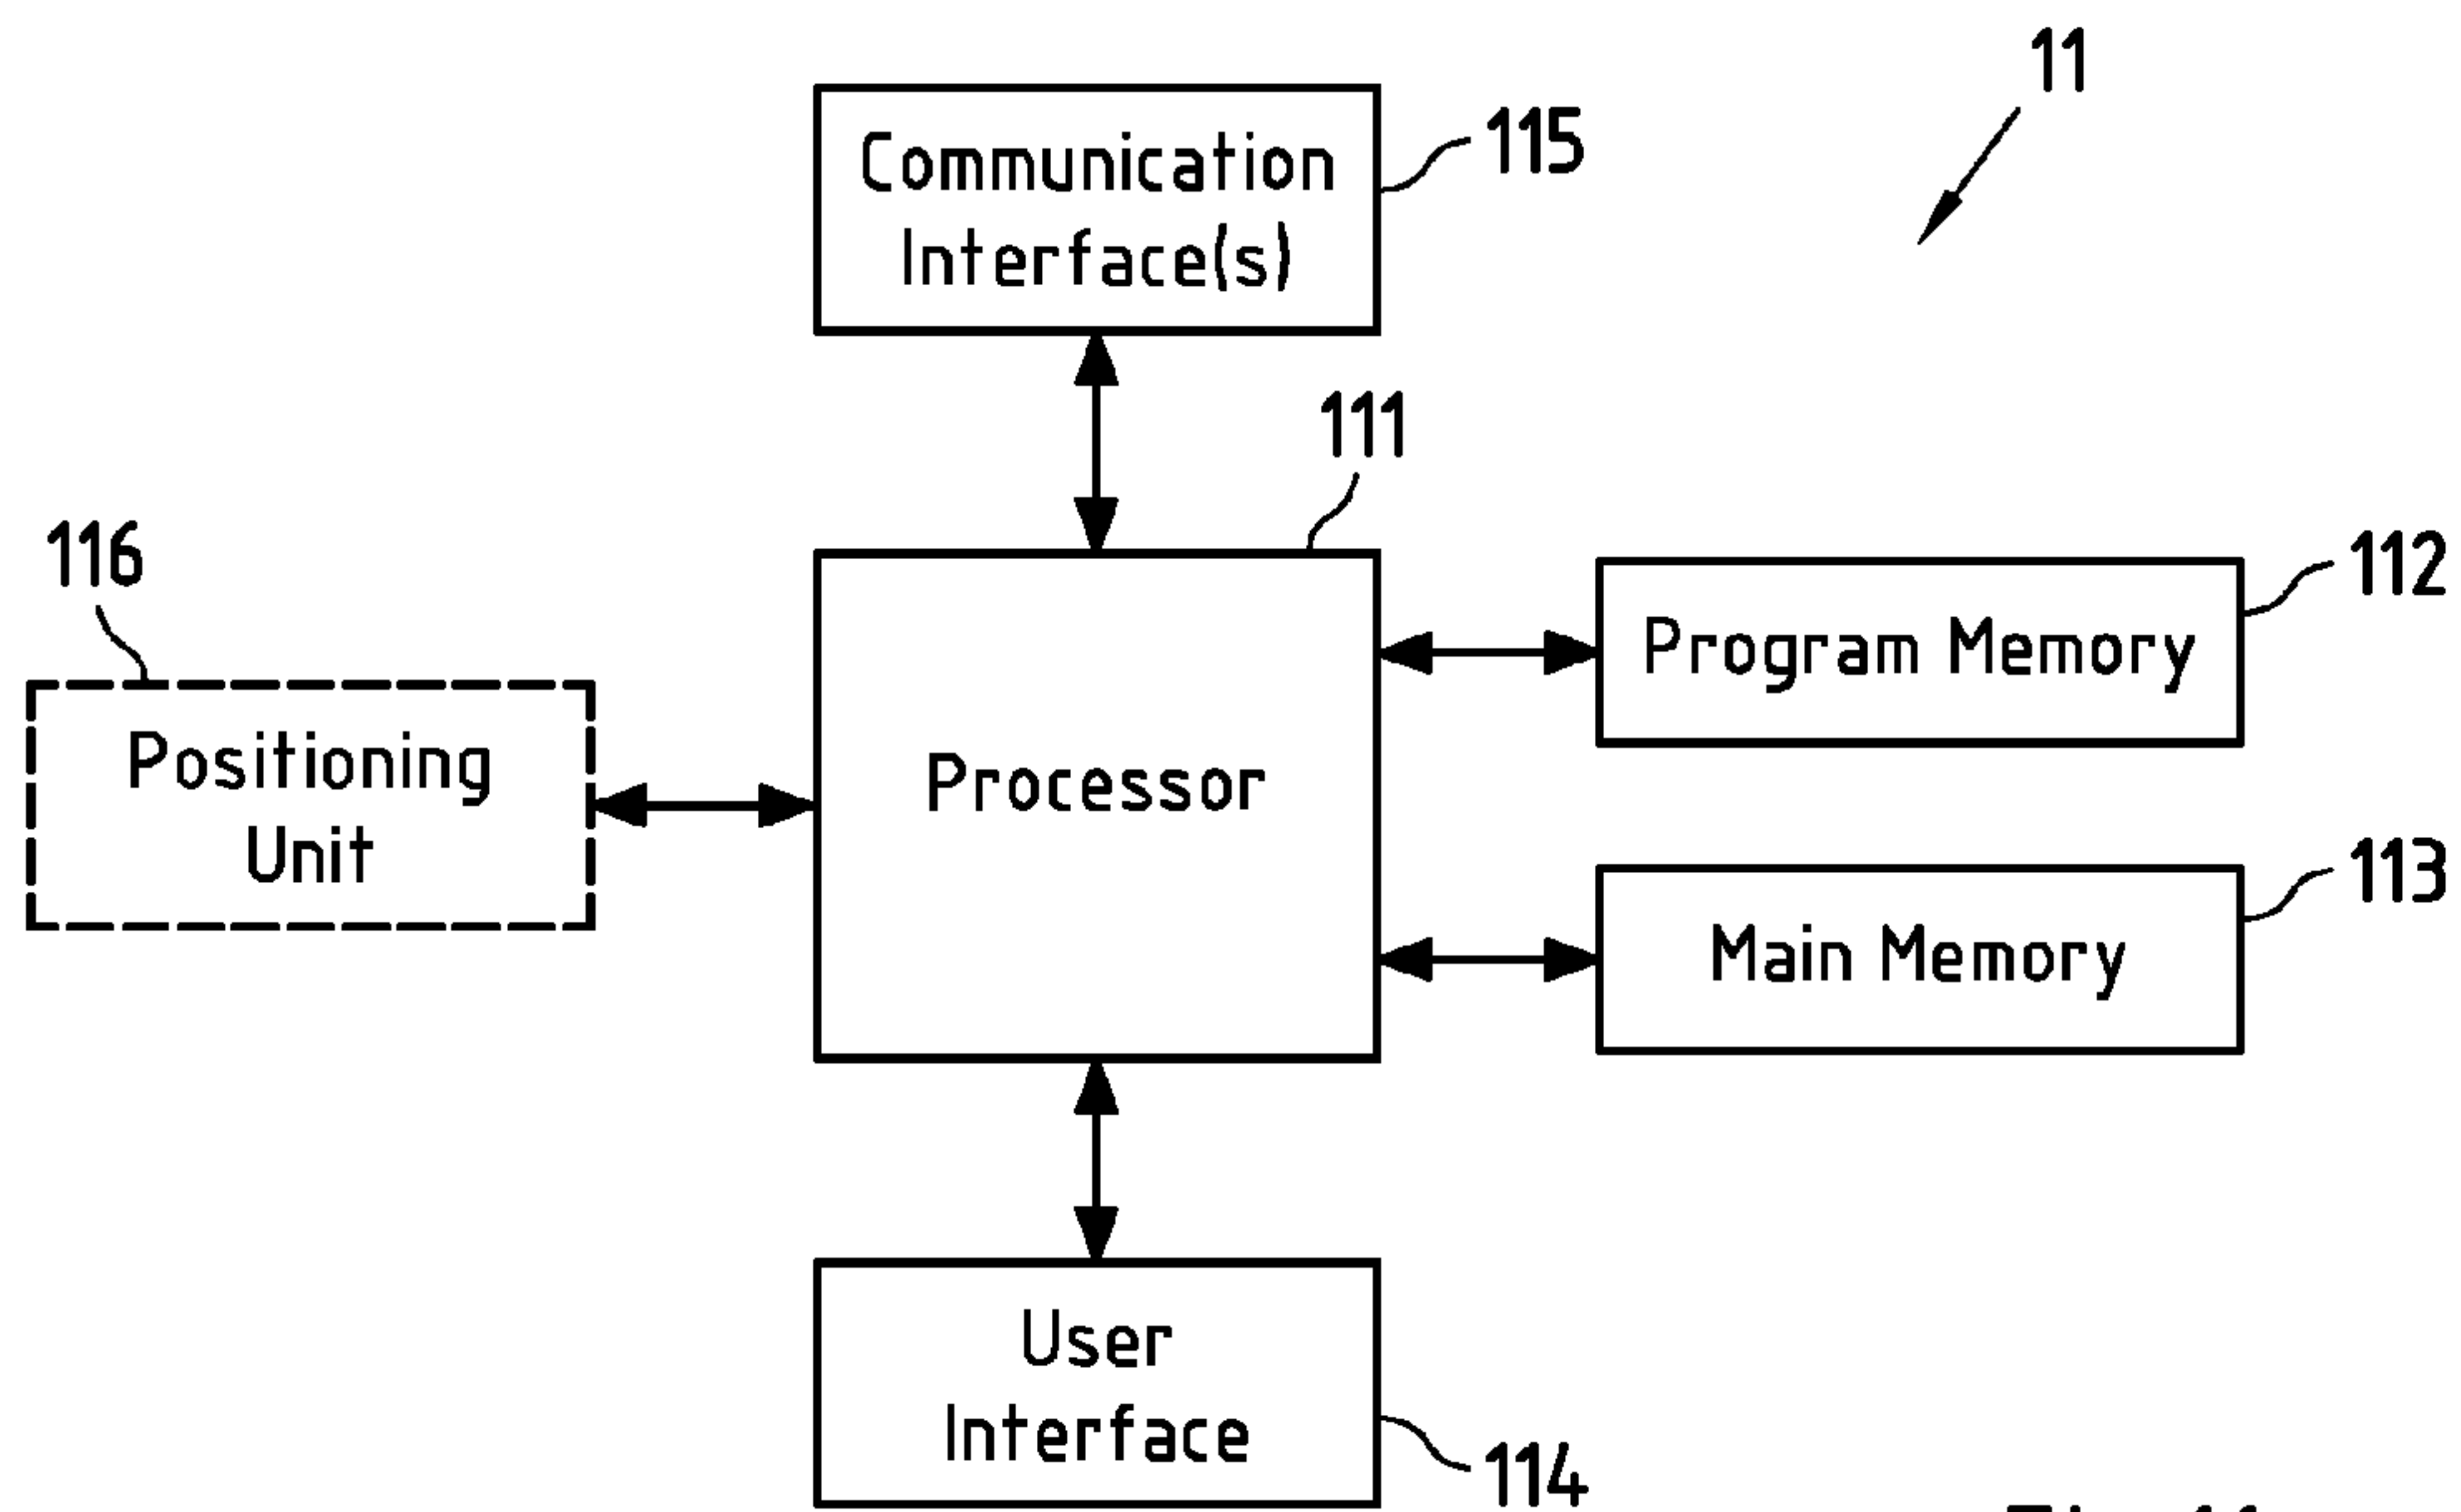 11
Communication
Interface(s)
115
111
116
112
Program Memory
Positioning
Unit
Processor
113
Main Memory
User
Interface
114